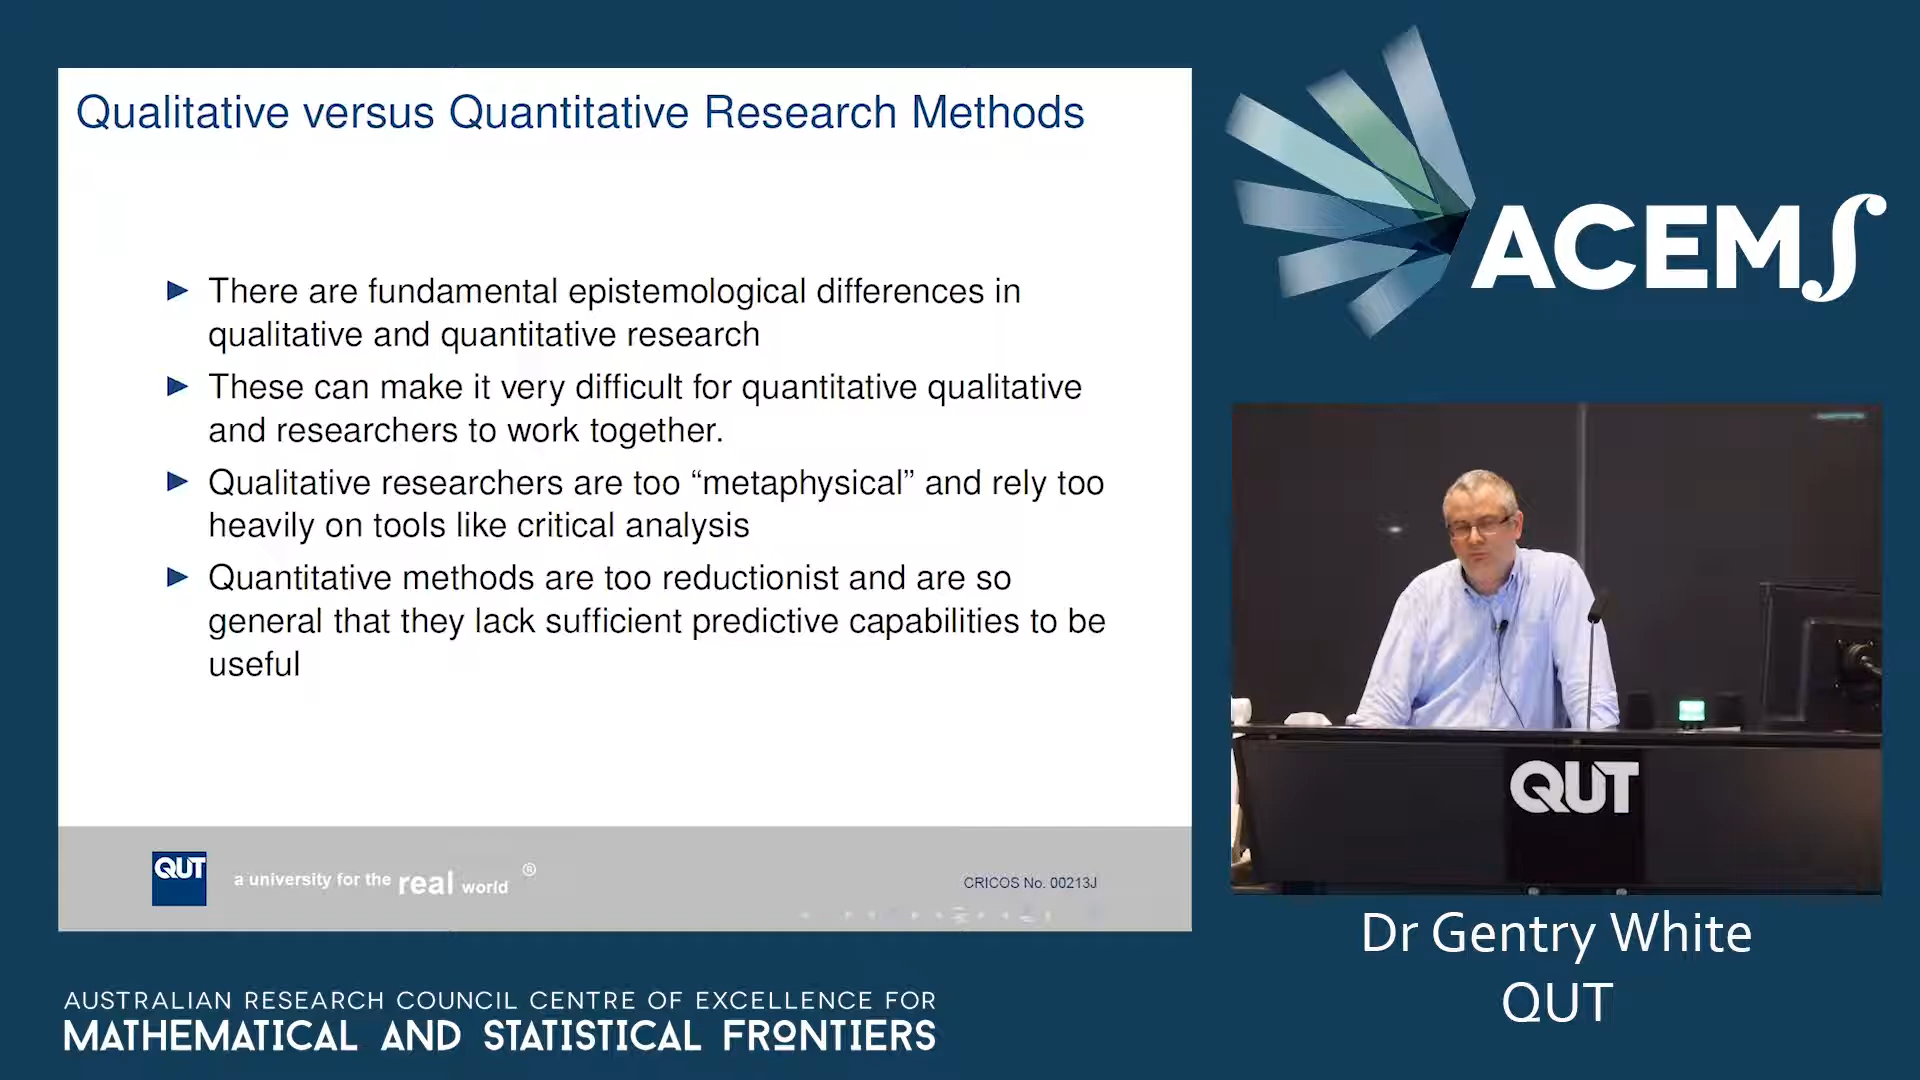 Qualitative versus Quantitative Research Methods
There are fundamental epistemological differences in
qualitative and quantitative research
These can make it very difficult for quantitative qualitative
and researchers to work together.
Qualitative researchers are too “metaphysical” and rely too
heavily on tools like critical analysis
Quantitative methods are too reductionist and are so
general that they lack sufficient predictive capabilities to be
useful
QUT
a university for the real world ®
CRICOS No. 00213J
ACEMS
QUT
Dr Gentry White
QUT
AUSTRALIAN RESEARCH COUNCIL CENTRE OF EXCELLENCE FOR
MATHEMATICAL AND STATISTICAL FRONTIERS